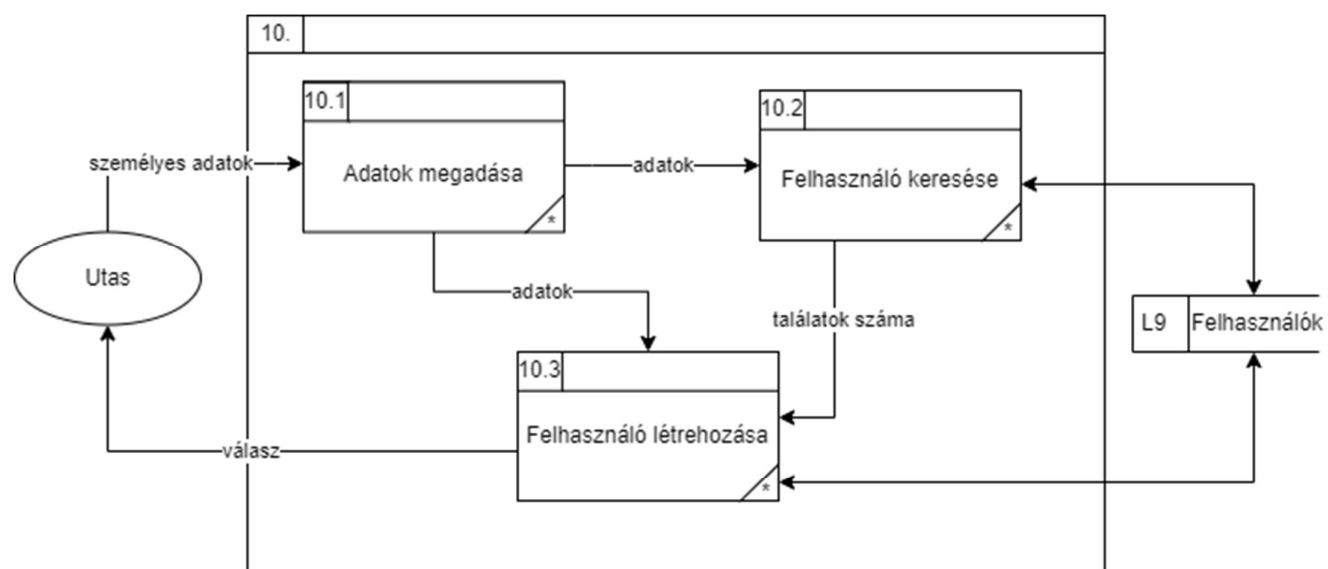 10.
10.1
10.2
személyes adatok
Adatok megadása
adatok
Felhasználó keresése
*
*
Utas
adatok
találatok száma
L9
Felhasználók
10.3
Felhasználó létrehozása
válasz
*